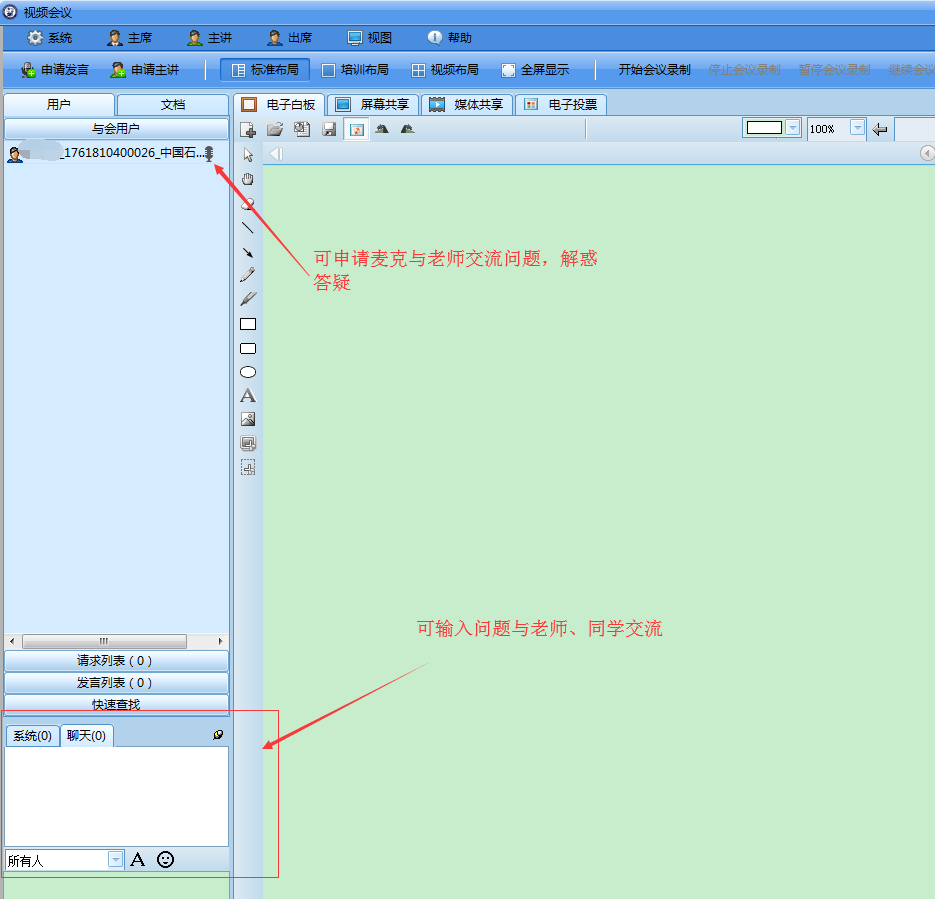 视频会议
系统 主席 主讲 出席 视图 帮助
申请发言 申请主讲 标准布局 培训布局 视频布局 全屏显示 开始会议录制 停止会议录制 暂停会议录制 继续会议
用户 文档 电子白板 屏幕共享 媒体共享 电子投票
与会用户
100%
_1761810400026_中国石...
可申请麦克与老师交流问题，解惑
答疑
A
可输入问题与老师、同学交流
请求列表 ( 0 )
发言列表 ( 0 )
快速查找
系统(0) 聊天(0)
所有人 A